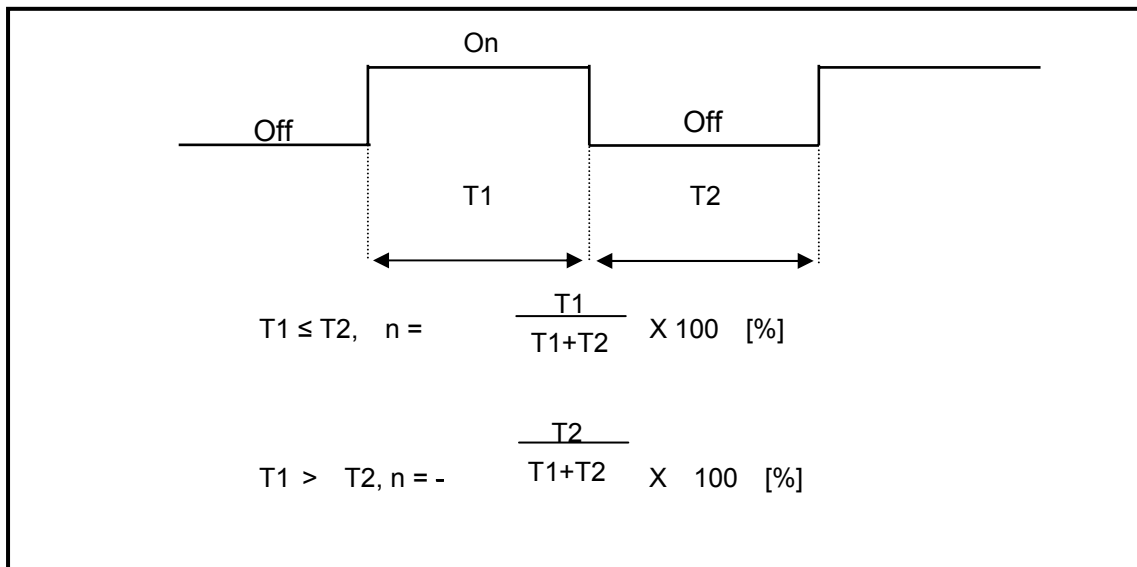 On
Off
Off
T1
T2
T1 ≤ T2, n = T1 / T1+T2 X 100 [%]
T1 > T2, n = - T2 / T1+T2 X 100 [%]